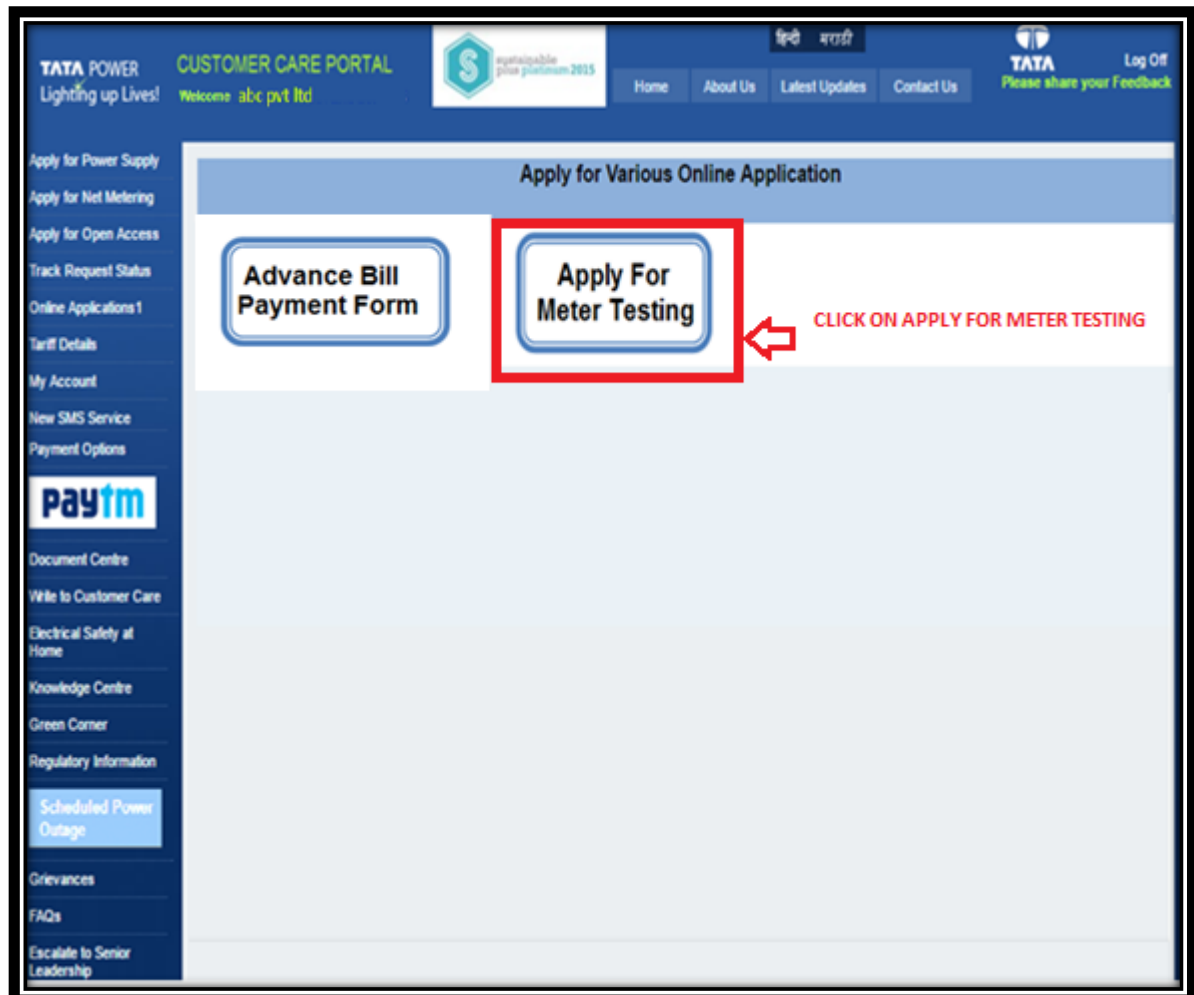 हिन्दी मराठी
TATA POWER
Lighting up Lives!
CUSTOMER CARE PORTAL
Welcome abc pvt ltd
S
sustainable
plus platinum 2015
Home About Us Latest Updates Contact Us
TATA
Log Off
Please share your Feedback
Apply for Power Supply
Apply for Net Metering
Apply for Open Access
Track Request Status
Online Applications1
Tariff Details
My Account
New SMS Service
Payment Options
paytm
Document Centre
Write to Customer Care
Electrical Safety at
Home
Knowledge Centre
Green Corner
Regulatory Information
Scheduled Power
Outage
Grievances
FAQs
Escalate to Senior
Leadership
Apply for Various Online Application
Advance Bill
Payment Form
Apply For
Meter Testing
CLICK ON APPLY FOR METER TESTING